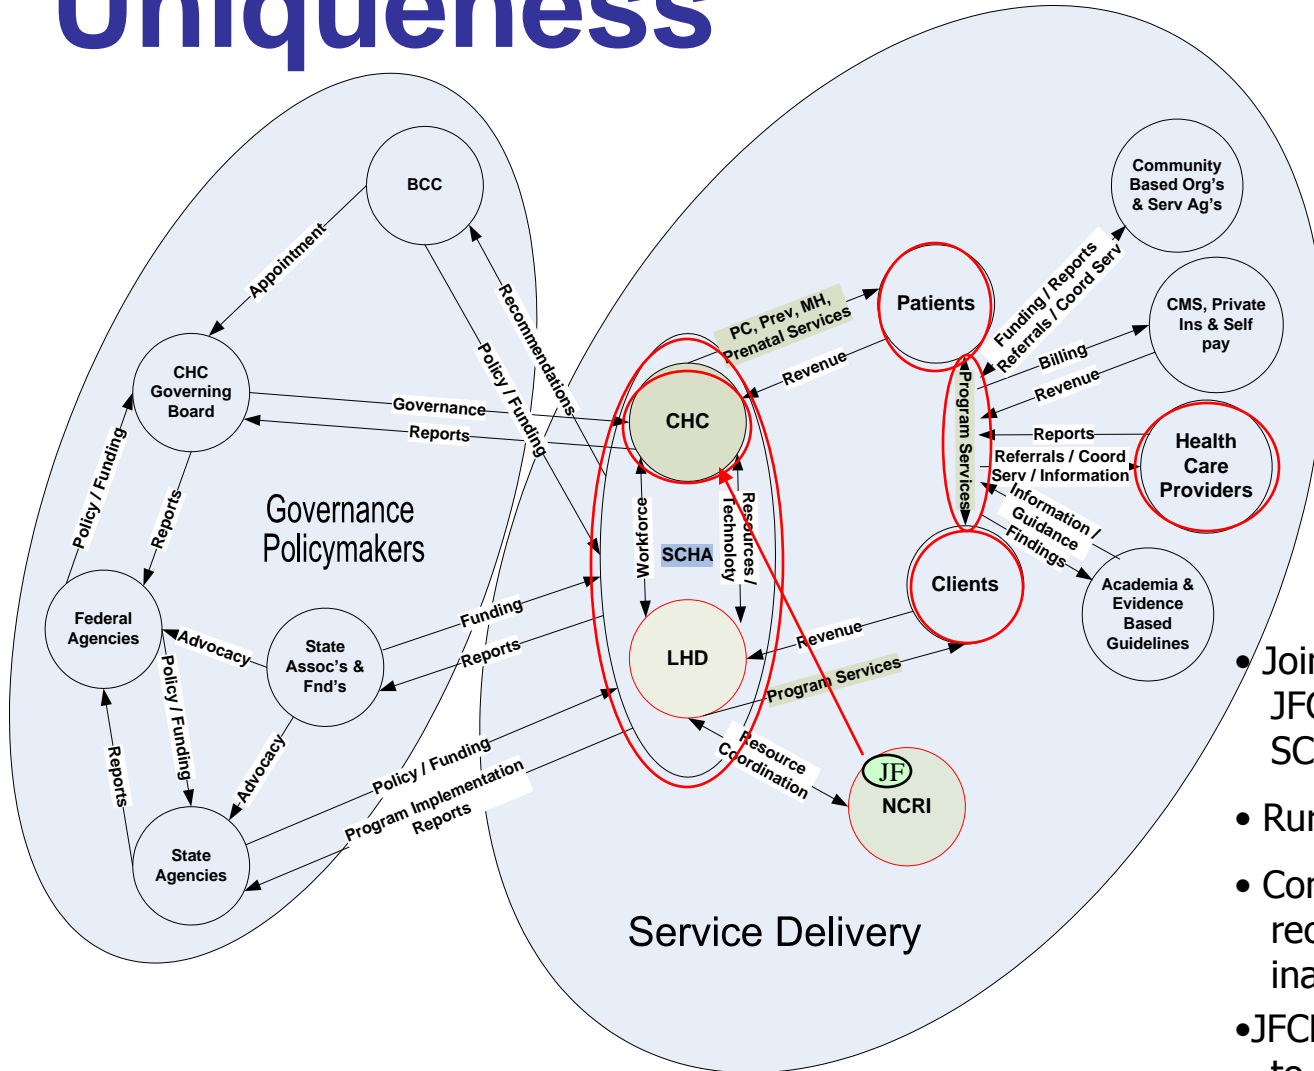 Uniqueness
BCC
Appointment
Recommendations
Policy / Funding
CHC
Governing
Board
Governance
Reports
Policy / Funding
Reports
Governance
Policymakers
Federal
Agencies
Advocacy
State
Assoc's &
Fnd's
Funding
Reports
Policy / Funding
Reports
Advocacy
State
Agencies
Policy / Funding
Program Implementation
Reports
Community
Based Org's
& Serv Ag's
Funding / Reports
Referrals / Coord Serv
Patients
PC, Prev, MH,
Prenatal Services
Revenue
CMS, Private
Ins & Self
pay
Billing
Revenue
CHC
Program Services
Reports
Referrals / Coord
Serv / Information
Health
Care
Providers
Information /
Guidance
Findings
Workforce
SCHA
Resources /
Technoloty
Clients
Academia &
Evidence
Based
Guidelines
LHD
Revenue
Program Services
Resource
Coordination
JF
NCRI
Service Delivery
•
•
•
•